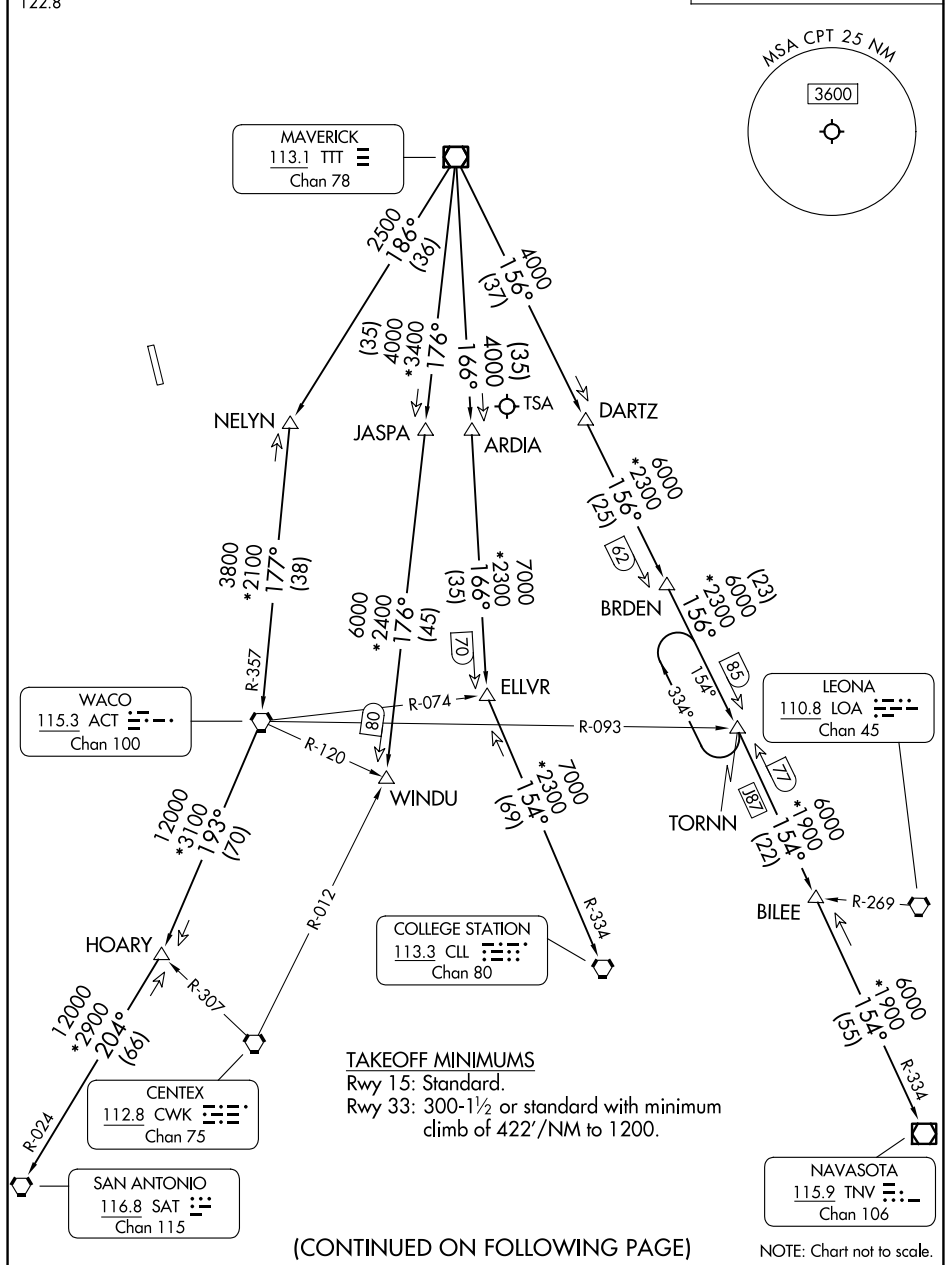 122.8
MSA CPT 25 NM
3600
MAVERICK
113.1 TTT
Chan 78
2500
186°
(36)
(35)
4000
*3400
176°
(35)
4000
166°
4000
156°
(37)
TSA
NELYN
JASPA
ARDIA
DARTZ
3800
*2100
177°
(38)
6000
*2400
176°
(45)
7000
*2300
166°
(35)
6000
*2300
156°
(25)
62
BRDEN
(23)
6000
*2300
156°
85
154°
334°
R-357
70
ELLVR
WACO
115.3 ACT
Chan 100
R-074
R-093
R-120
80
WINDU
LEONA
110.8 LOA
Chan 45
TORNN
77
J87
6000
*1900
154°
(22)
12000
*3100
193°
(70)
7000
*2300
154°
(69)
R-012
R-334
BILEE
R-269
HOARY
R-307
COLLEGE STATION
113.3 CLL
Chan 80
12000
*2900
204°
(66)
R-024
6000
*1900
154°
(55)
R-334
CENTEX
112.8 CWK
Chan 75
TAKEOFF MINIMUMS
Rwy 15: Standard.
Rwy 33: 300-1½ or standard with minimum
climb of 422'/NM to 1200.
SAN ANTONIO
116.8 SAT
Chan 115
NAVASOTA
115.9 TNV
Chan 106
(CONTINUED ON FOLLOWING PAGE)
NOTE: Chart not to scale.